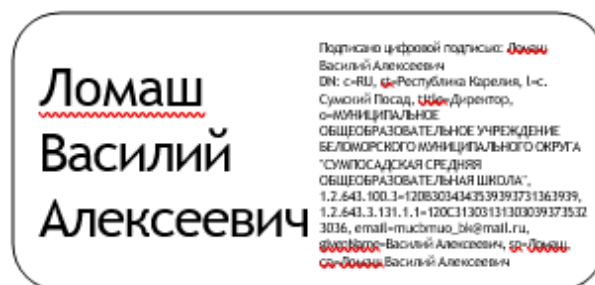 Ломаш
Василий
Алексеевич
Подписано цифровой подписью: Ломаш
Василий Алексеевич
DN: c=RU, st=Республика Карелия, l=с.
Сумский Посад, title=Директор,
o=МУНИЦИПАЛЬНОЕ
ОБЩЕОБРАЗОВАТЕЛЬНОЕ УЧРЕЖДЕНИЕ
БЕЛОМОРСКОГО МУНИЦИПАЛЬНОГО ОКРУГА
"СУМПОСАДСКАЯ СРЕДНЯЯ
ОБЩЕОБРАЗОВАТЕЛЬНАЯ ШКОЛА",
1.2.643.100.3=120B3034343539393731363939,
1.2.643.3.131.1.1=120C31303131303039373532
3036, email=mucbmuo_bk@mail.ru,
givenName=Василий Алексеевич, sn=Ломаш,
cn=Ломаш Василий Алексеевич